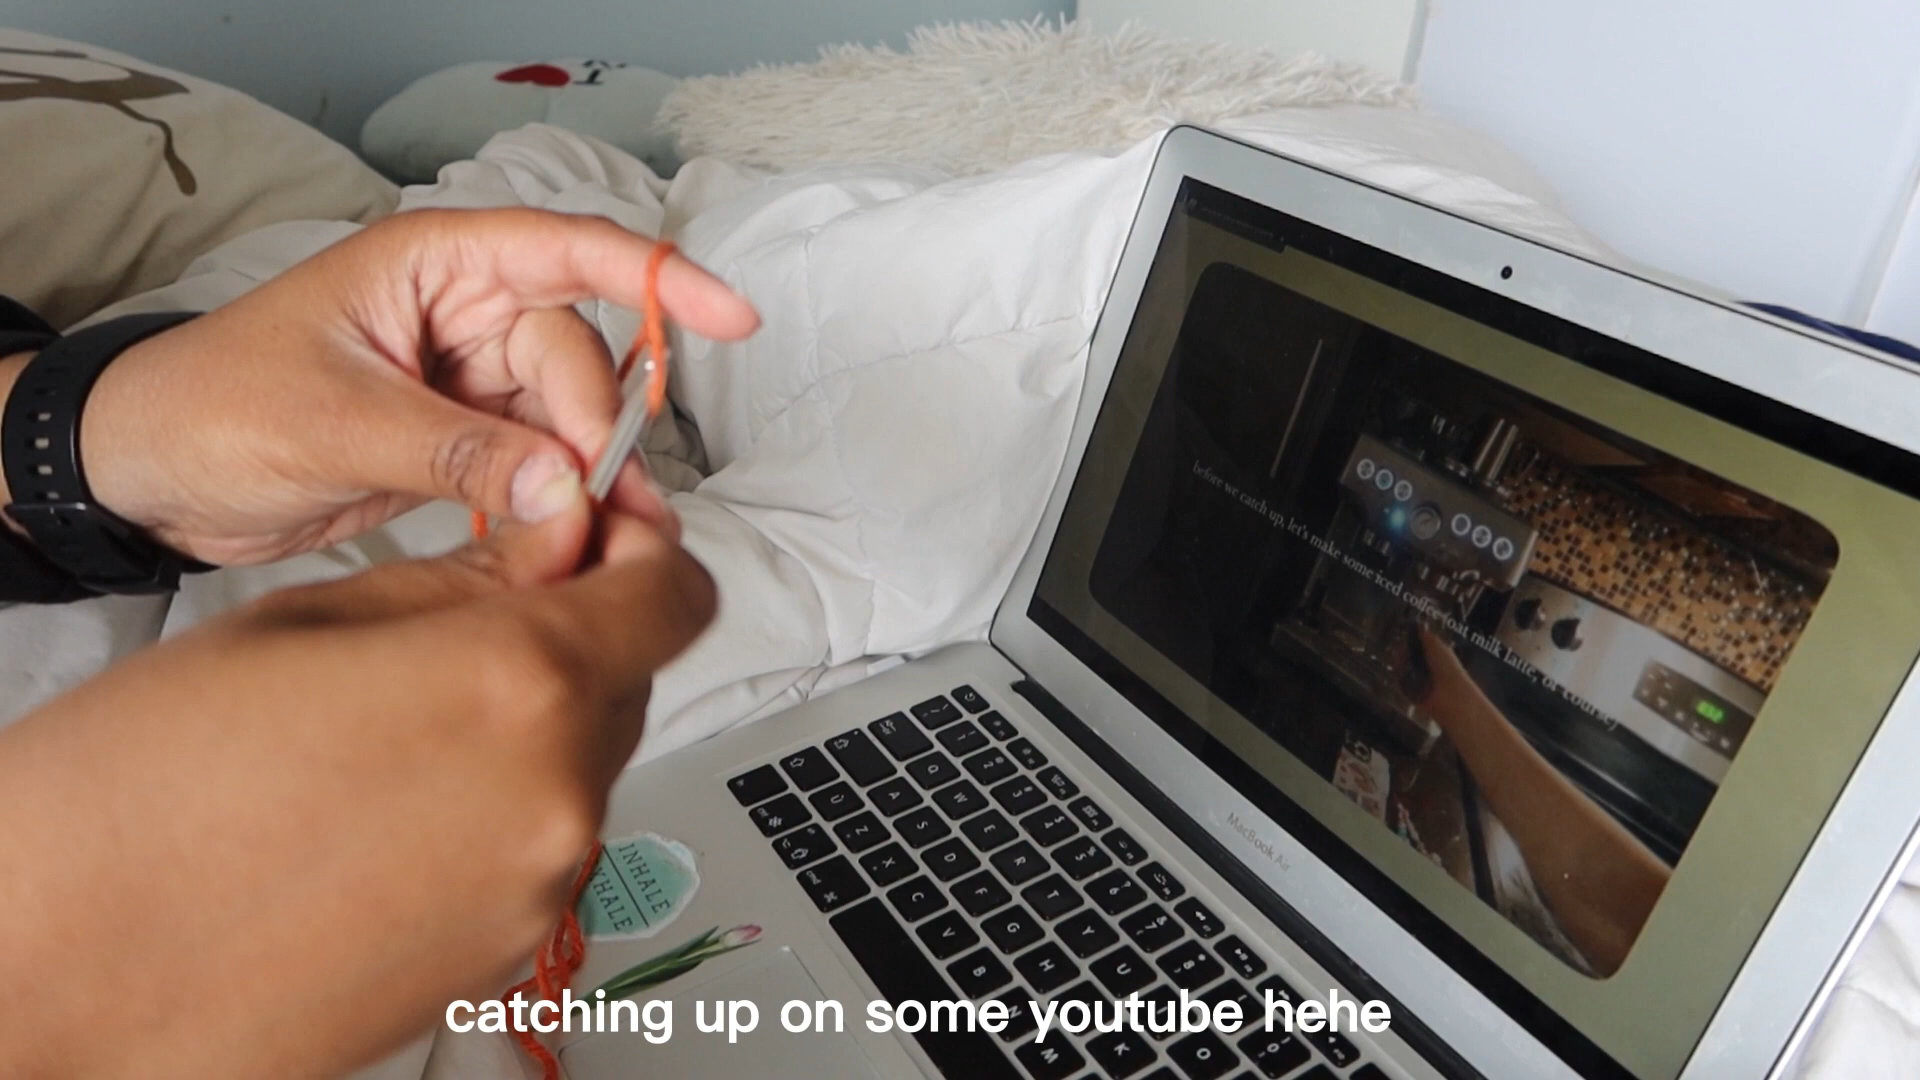 before we catch up, let's make some iced coffee (oat milk latte, of course)
MacBook Air
INHALE
EXHALE
catching up on some youtube hehe